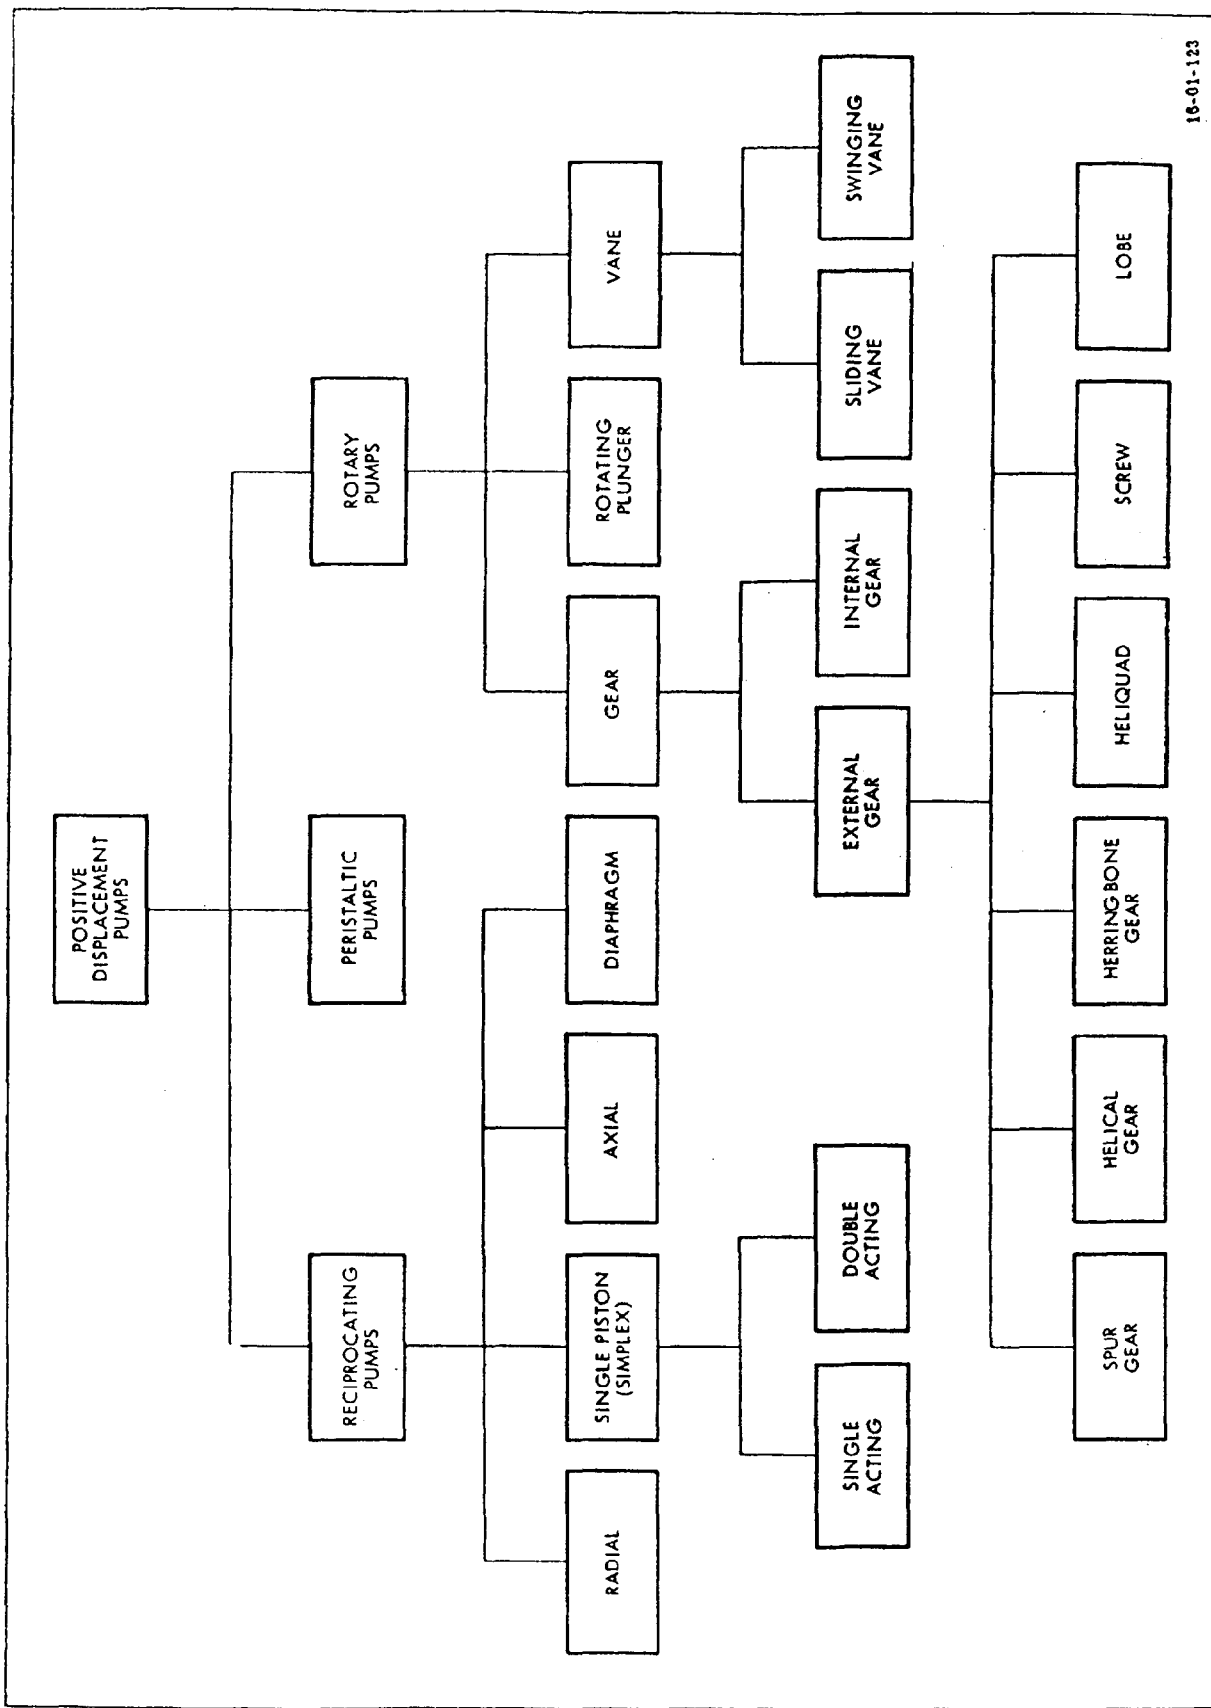 POSITIVE
DISPLACEMENT
PUMPS
RECIPROCATING
PUMPS
PERISTALTIC
PUMPS
ROTARY
PUMPS
RADIAL
SINGLE PISTON
(SIMPLEX)
AXIAL
DIAPHRAGM
GEAR
ROTATING
PLUNGER
VANE
SINGLE
ACTING
DOUBLE
ACTING
EXTERNAL
GEAR
INTERNAL
GEAR
SLIDING
VANE
SWINGING
VANE
SPUR
GEAR
HELICAL
GEAR
HERRINGBONE
GEAR
HELIQUAD
SCREW
LOBE
16-01-123